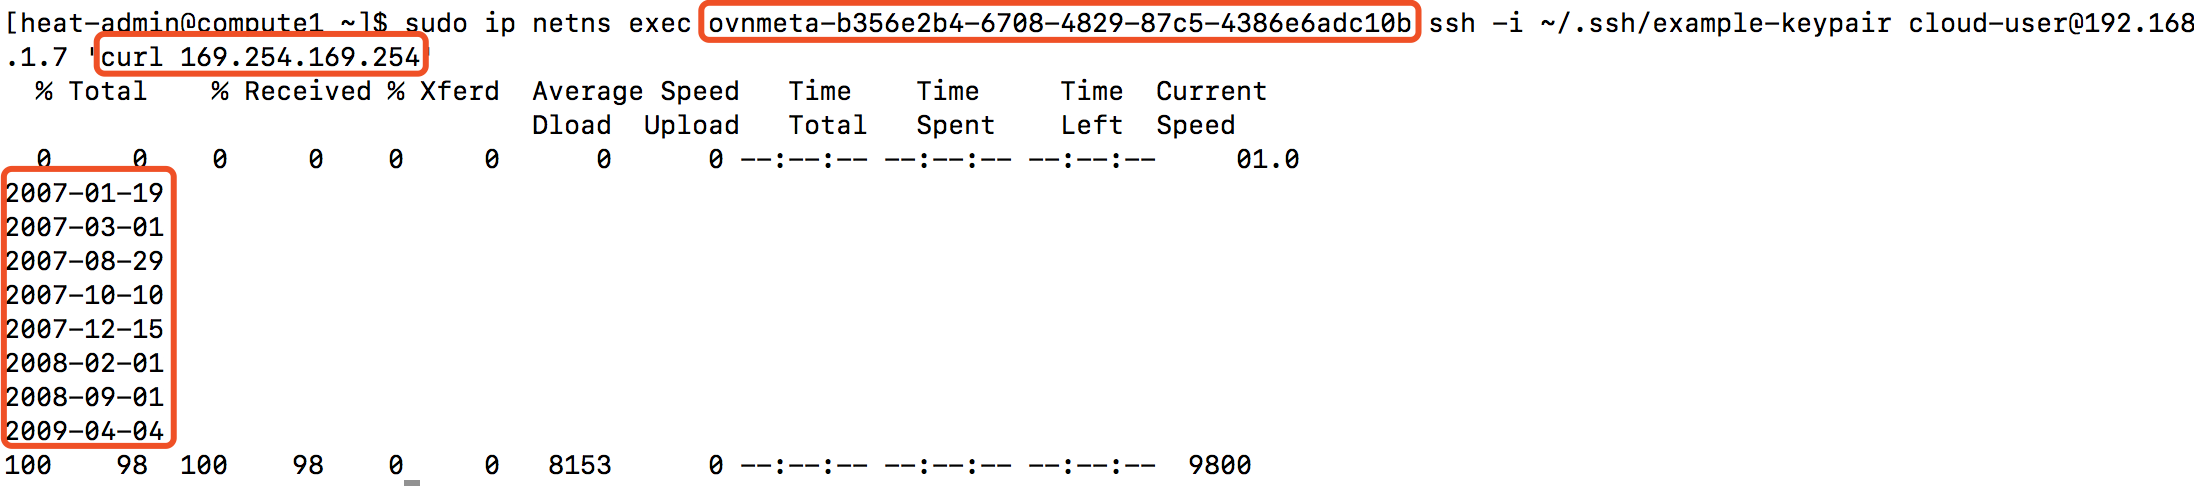 [heat-admin@compute1 ~]$ sudo ip netns exec ovnmeta-b356e2b4-6708-4829-87c5-4386e6adc10b ssh -i ~/.ssh/example-keypair cloud-user@192.168
.1.7 'curl 169.254.169.254'
  % Total    % Received % Xferd  Average Speed   Time    Time     Time  Current
                                 Dload  Upload   Total   Spent    Left  Speed
  0     0    0     0    0     0      0      0 --:--:-- --:--:-- --:--:--     01.0
2007-01-19
2007-03-01
2007-08-29
2007-10-10
2007-12-15
2008-02-01
2008-09-01
2009-04-04
100    98  100    98    0     0   8153      0 --:--:-- --:--:-- --:--:--  9800